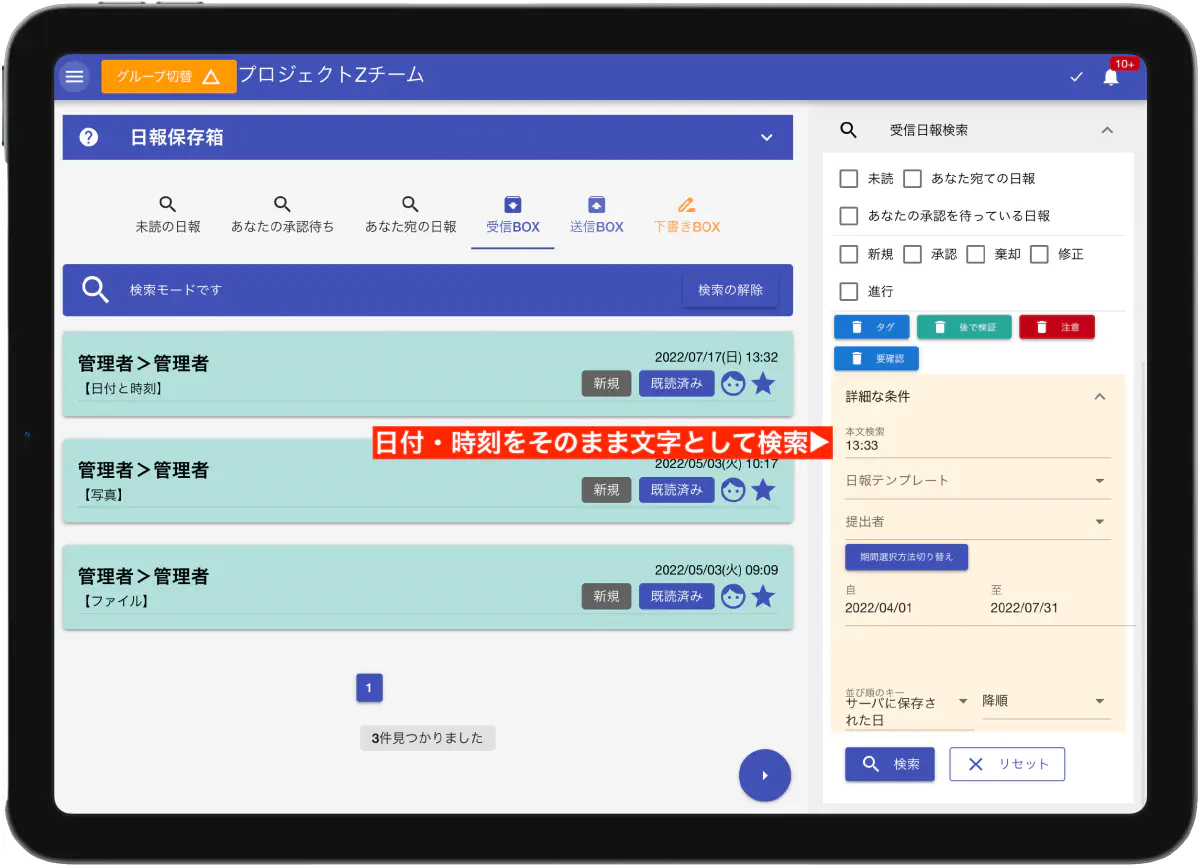 グループ切替 プロジェクトZチーム
10+
日報保存箱
未読の日報 あなたの承認待ち あなた宛の日報 受信BOX 送信BOX 下書きBOX
検索モードです 検索の解除
管理者＞管理者
2022/07/17(日) 13:32
【日付と時刻】
新規 既読済み
日付・時刻をそのまま文字として検索▶
管理者＞管理者
2022/05/03(火) 10:17
【写真】
新規 既読済み
管理者＞管理者
2022/05/03(火) 09:09
【ファイル】
新規 既読済み
1
3件見つかりました
受信日報検索
未読 あなた宛ての日報
あなたの承認を待っている日報
新規 承認 棄却 修正
進行
タグ 後で検証 注意
要確認
詳細な条件
本文検索
13:33
日報テンプレート
提出者
期間選択方法切り替え
自 至
2022/04/01 2022/07/31
並び順のキー
サーバに保存さ
れた日
降順
検索 リセット